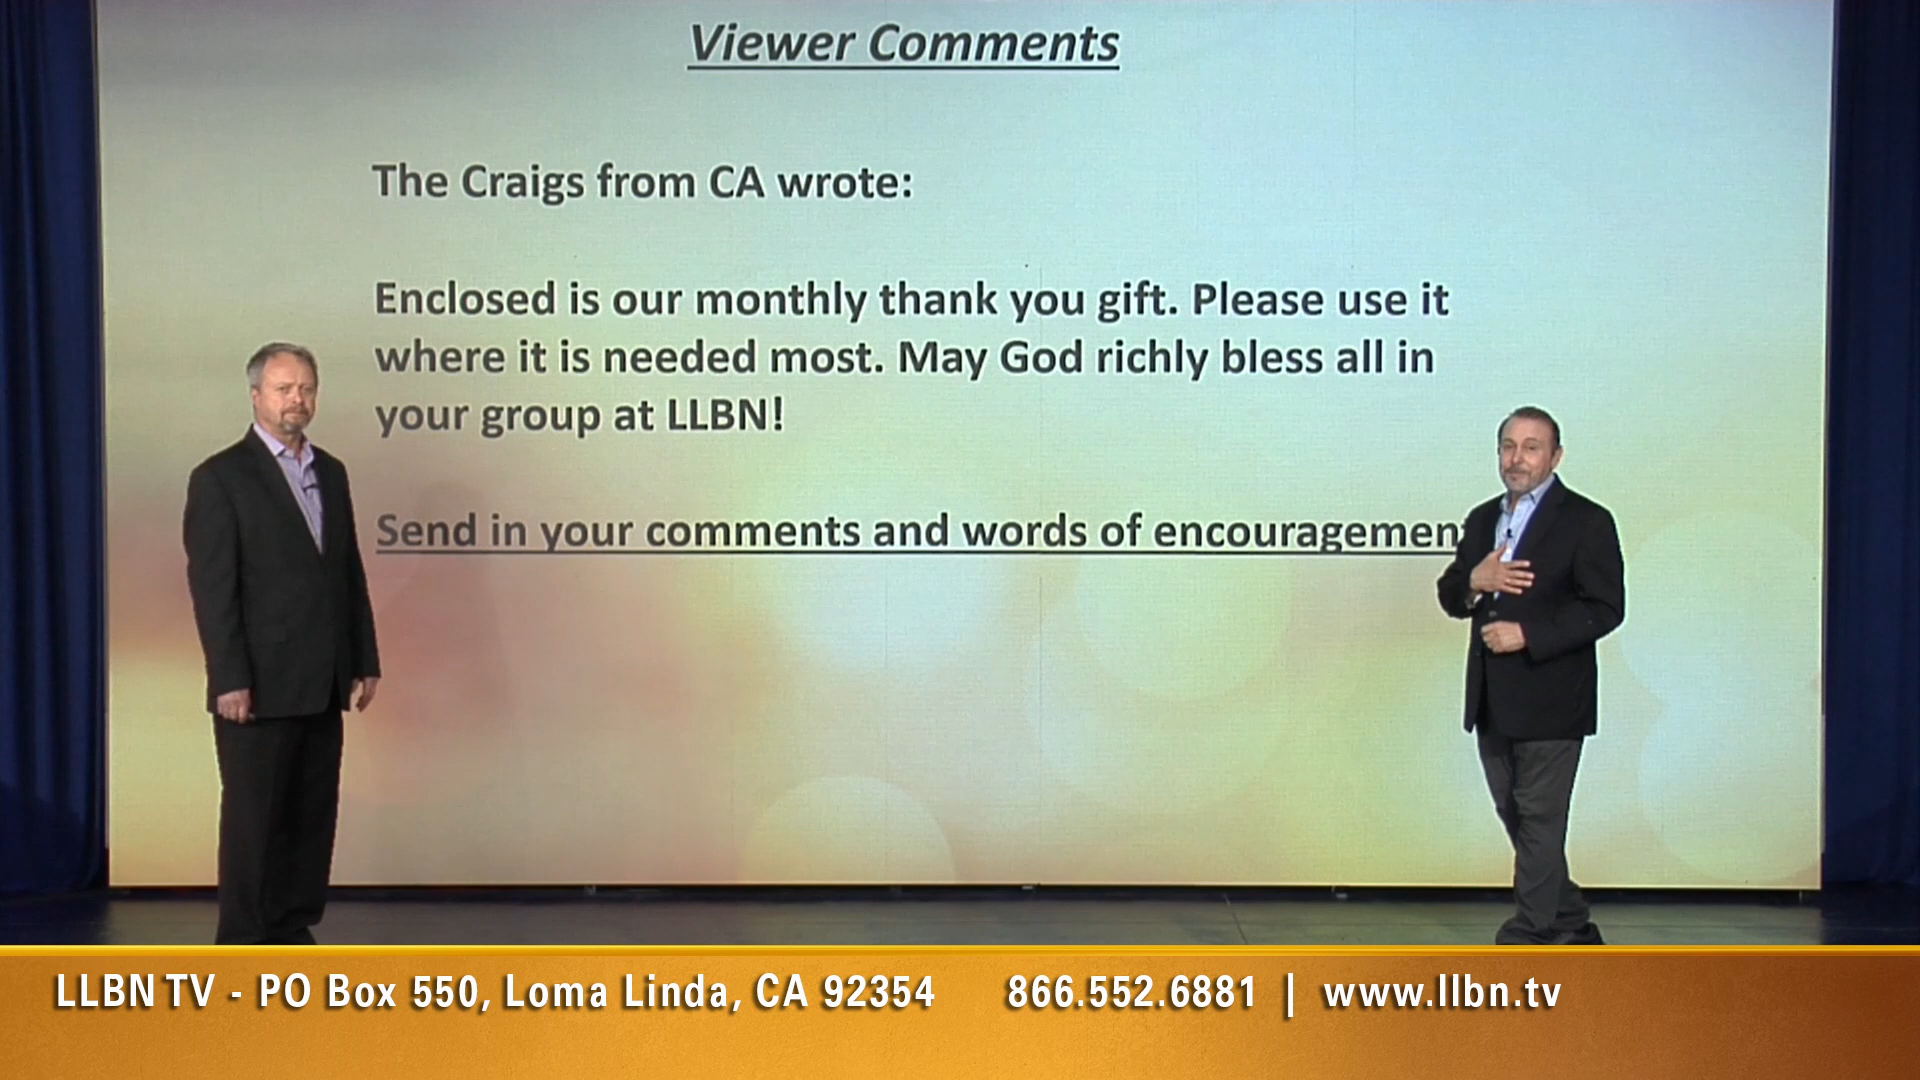 Viewer Comments
The Craigs from CA wrote:
Enclosed is our monthly thank you gift. Please use it
where it is needed most. May God richly bless all in
your group at LLBN!
Send in your comments and words of encouragement
LLBN TV - PO Box 550, Loma Linda, CA 92354 866.552.6881 | www.llbn.tv